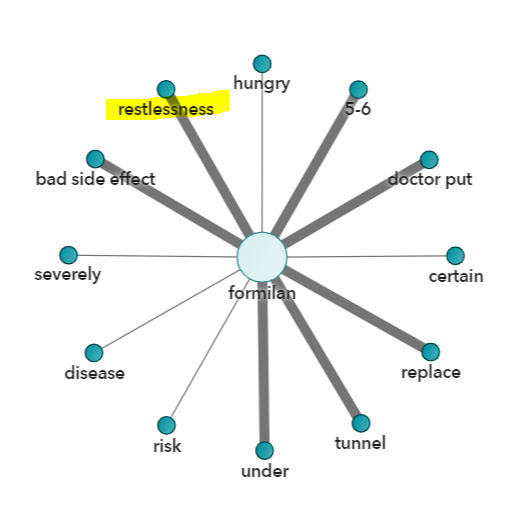 hungry
restlessness
5-6
bad side effect
doctor put
severely
certain
formilan
disease
replace
risk
tunnel
under